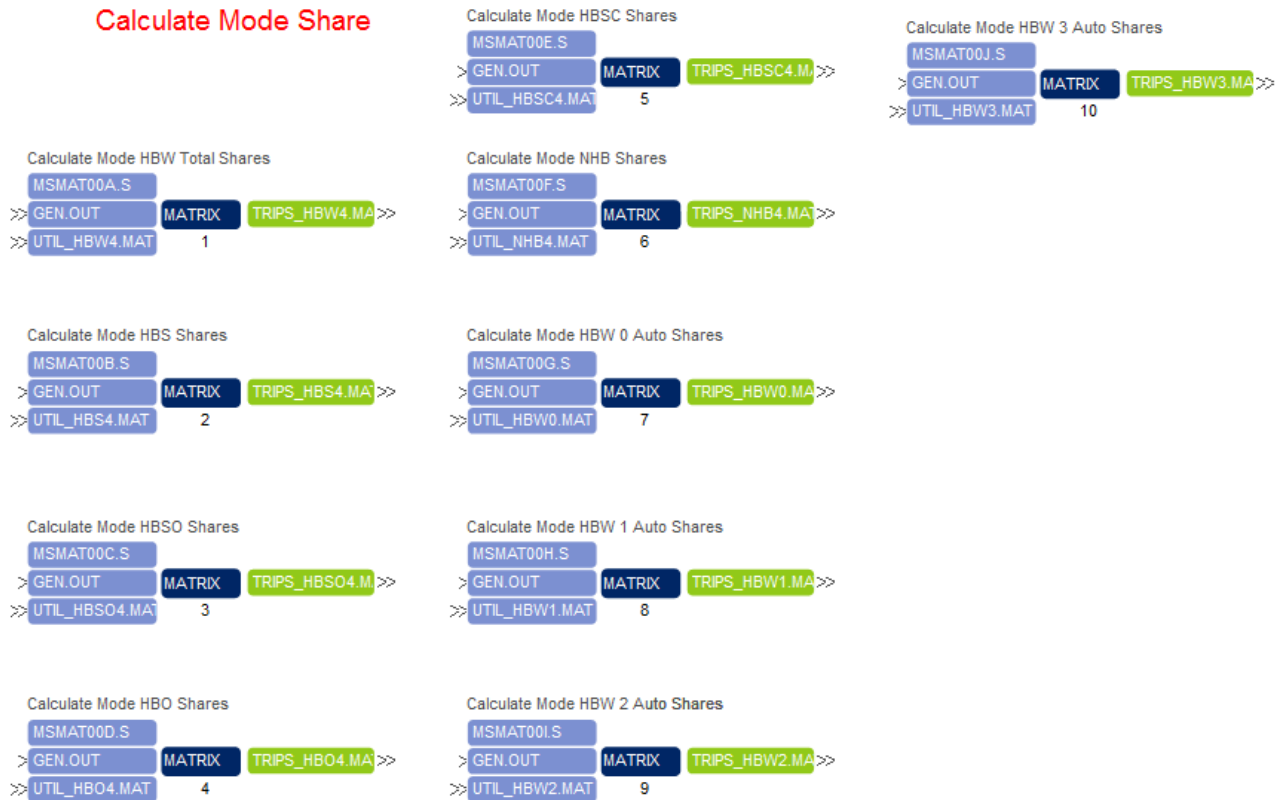 Calculate Mode Share
Calculate Mode HBW Total Shares
MSMAT00A.S
>> GEN.OUT MATRIX TRIPS_HBW4.MA >>
>> UTIL_HBW4.MAT 1
Calculate Mode HBS Shares
MSMAT00B.S
> GEN.OUT MATRIX TRIPS_HBS4.MAT >>
>> UTIL_HBS4.MAT 2
Calculate Mode HBSO Shares
MSMAT00C.S
> GEN.OUT MATRIX TRIPS_HBSO4.M >>
>> UTIL_HBSO4.MAT 3
Calculate Mode HBO Shares
MSMAT00D.S
> GEN.OUT MATRIX TRIPS_HBO4.MA >>
>> UTIL_HBO4.MAT 4
Calculate Mode HBSC Shares
MSMAT00E.S
> GEN.OUT MATRIX TRIPS_HBSC4.M >>
>> UTIL_HBSC4.MAT 5
Calculate Mode NHB Shares
MSMAT00F.S
> GEN.OUT MATRIX TRIPS_NHB4.MAT >>
>> UTIL_NHB4.MAT 6
Calculate Mode HBW 0 Auto Shares
MSMAT00G.S
> GEN.OUT MATRIX TRIPS_HBW0.MA >>
>> UTIL_HBW0.MAT 7
Calculate Mode HBW 1 Auto Shares
MSMAT00H.S
> GEN.OUT MATRIX TRIPS_HBW1.MA >>
>> UTIL_HBW1.MAT 8
Calculate Mode HBW 2 Auto Shares
MSMAT00I.S
> GEN.OUT MATRIX TRIPS_HBW2.MA >>
>> UTIL_HBW2.MAT 9
Calculate Mode HBW 3 Auto Shares
MSMAT00J.S
> GEN.OUT MATRIX TRIPS_HBW3.MA >>
>> UTIL_HBW3.MAT 10